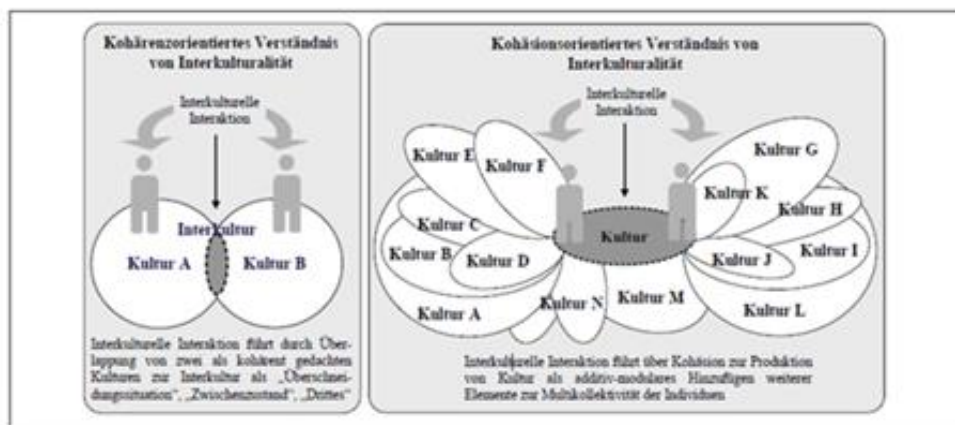 Kohärenzorientiertes Verständnis
von Interkulturalität
Interkulturelle
Interaktion
Interkultur
Kultur A
Kultur B
Interkulturelle Interaktion führt durch Über-
lappung von zwei als kohärent gedachten
Kulturen zur Interkultur als „Überschnei-
dungssituation“, „Zwischenzustand“, „Drittes“
Kohäsionsorientiertes Verständnis von
Interkulturalität
Interkulturelle
Interaktion
Kultur E
Kultur F
Kultur G
Kultur K
Kultur C
Kultur H
Kultur
Kultur B
Kultur D
Kultur J
Kultur I
Kultur A
Kultur N
Kultur M
Kultur L
Interkulturelle Interaktion führt über Kohäsion zur Produktion
von Kultur als additiv-modulares Hinzufügen weiterer
Elemente zur Multikollektivität der Individuen